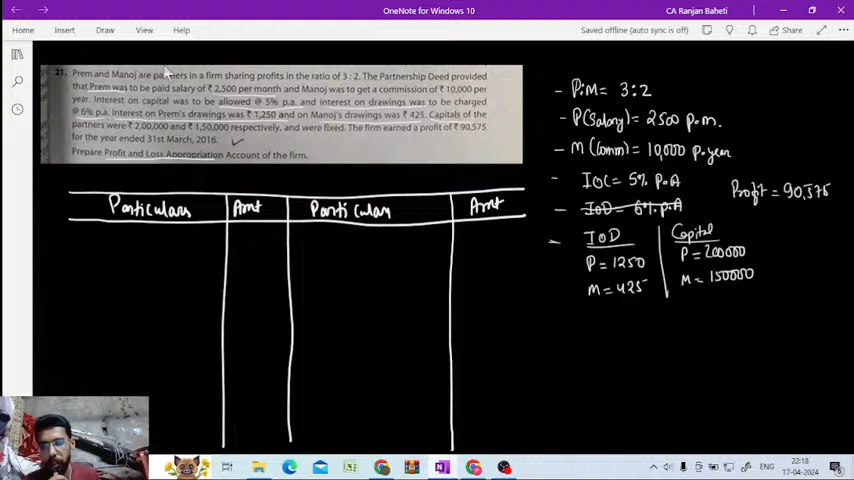 OneNote for Windows 10
CA Ranjan Baheti
Home Insert Draw View Help
Saved offline (auto sync is off)
Share
21. Prem and Manoj are partners in a firm sharing profits in the ratio of 3 : 2. The Partnership Deed provided
that Prem was to be paid salary of ₹ 2,500 per month and Manoj was to get a commission of ₹ 10,000 per
year. Interest on capital was to be allowed @ 5% p.a. and interest on drawings was to be charged
@ 6% p.a. Interest on Prem's drawings was ₹ 1,250 and on Manoj's drawings was ₹ 425. Capitals of the
partners were ₹ 2,00,000 and ₹ 1,50,000 respectively, and were fixed. The firm earned a profit of ₹ 90,575
for the year ended 31st March, 2016.
Prepare Profit and Loss Appropriation Account of the firm.
Particulars Amt Particulars Amt
- P:M = 3:2
- P(Salary) = 2500 p.m.
- M (Comm) = 10,000 p.year
- IOC = 5% P.A
Profit = 90,575
- IOD = 6% P.A
- IOD
P = 1250
M = 425
Capital
P = 200000
M = 150000
ENG
22:18
17-04-2024